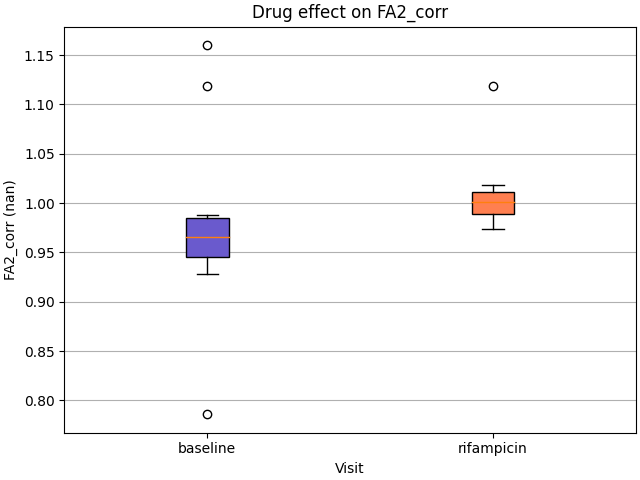 Drug effect on FA2_corr
FA2_corr (nan)
1.15
1.10
1.05
1.00
0.95
0.90
0.85
0.80
baseline
rifampicin
Visit